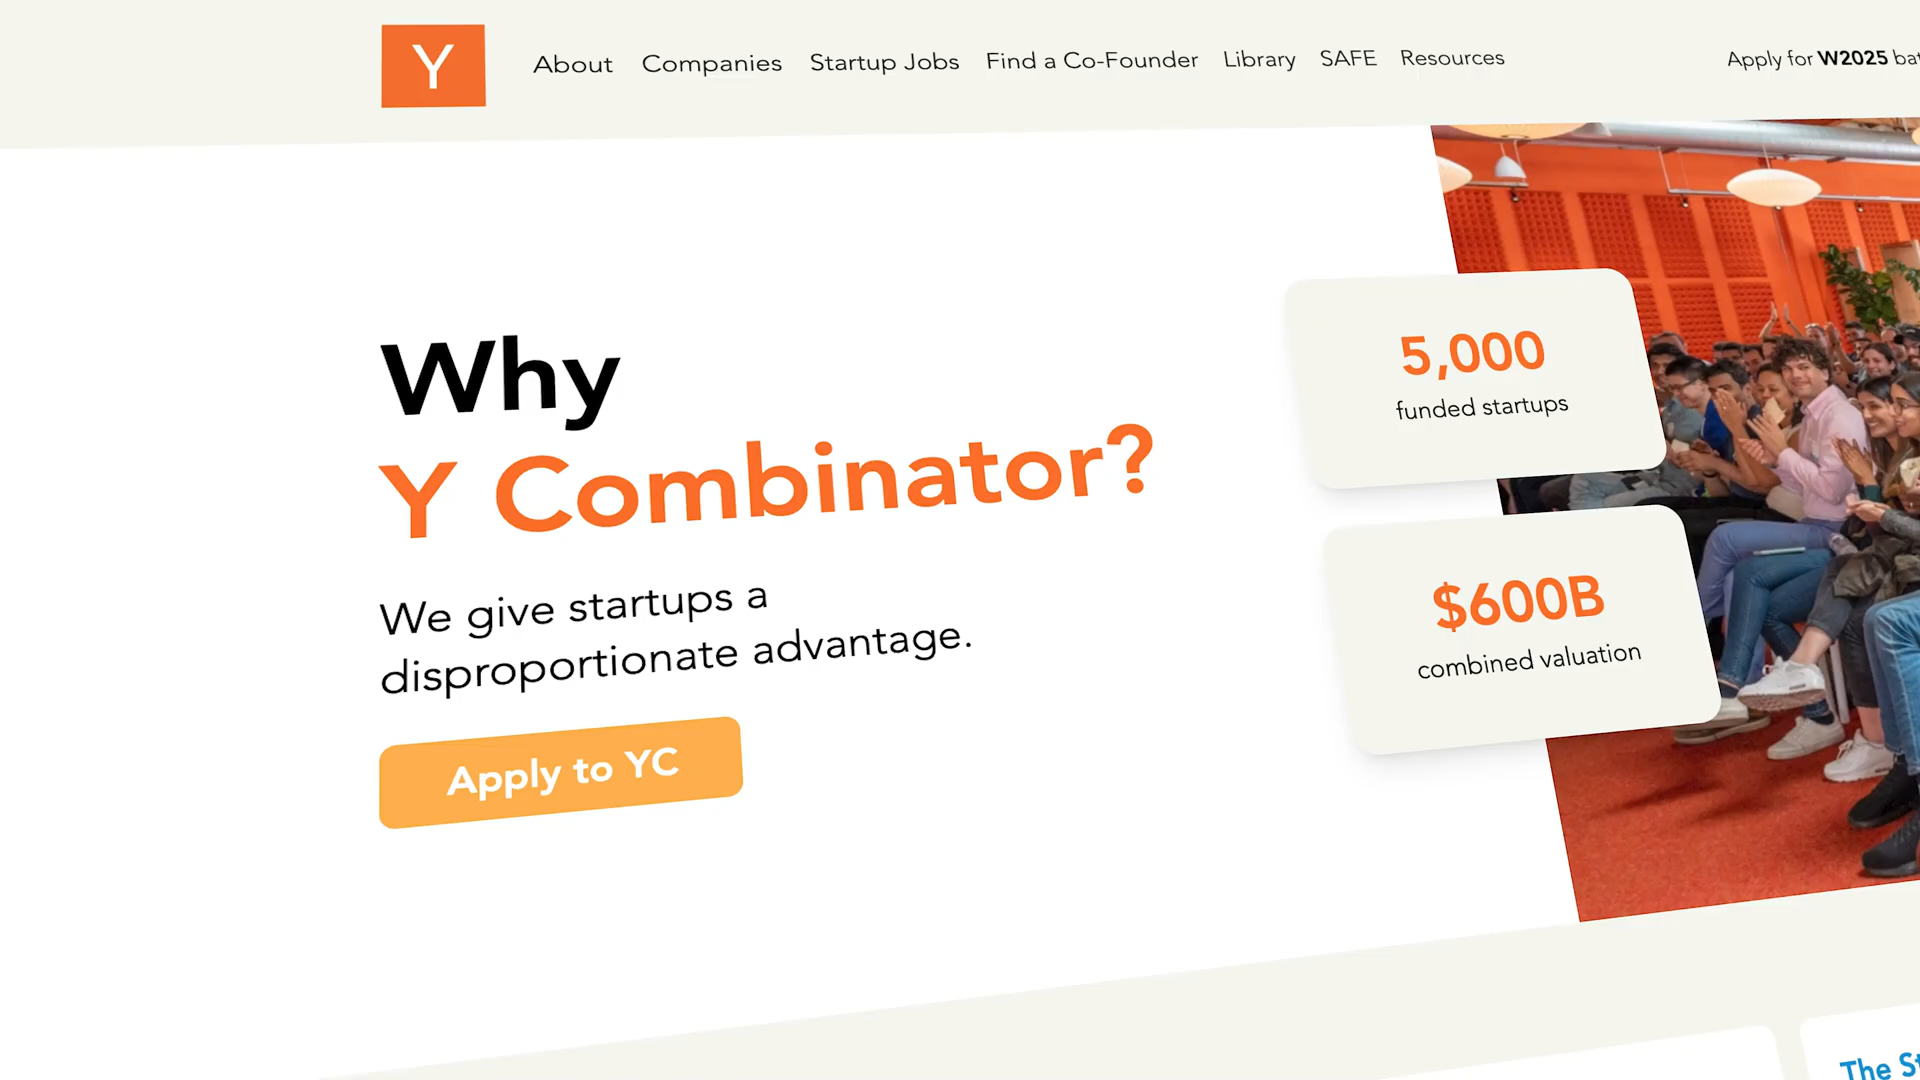 Y
About Companies Startup Jobs Find a Co-Founder Library SAFE Resources
Apply for W2025
Why
Y Combinator?
We give startups a
disproportionate advantage.
Apply to YC
5,000
funded startups
$600B
combined valuation
The